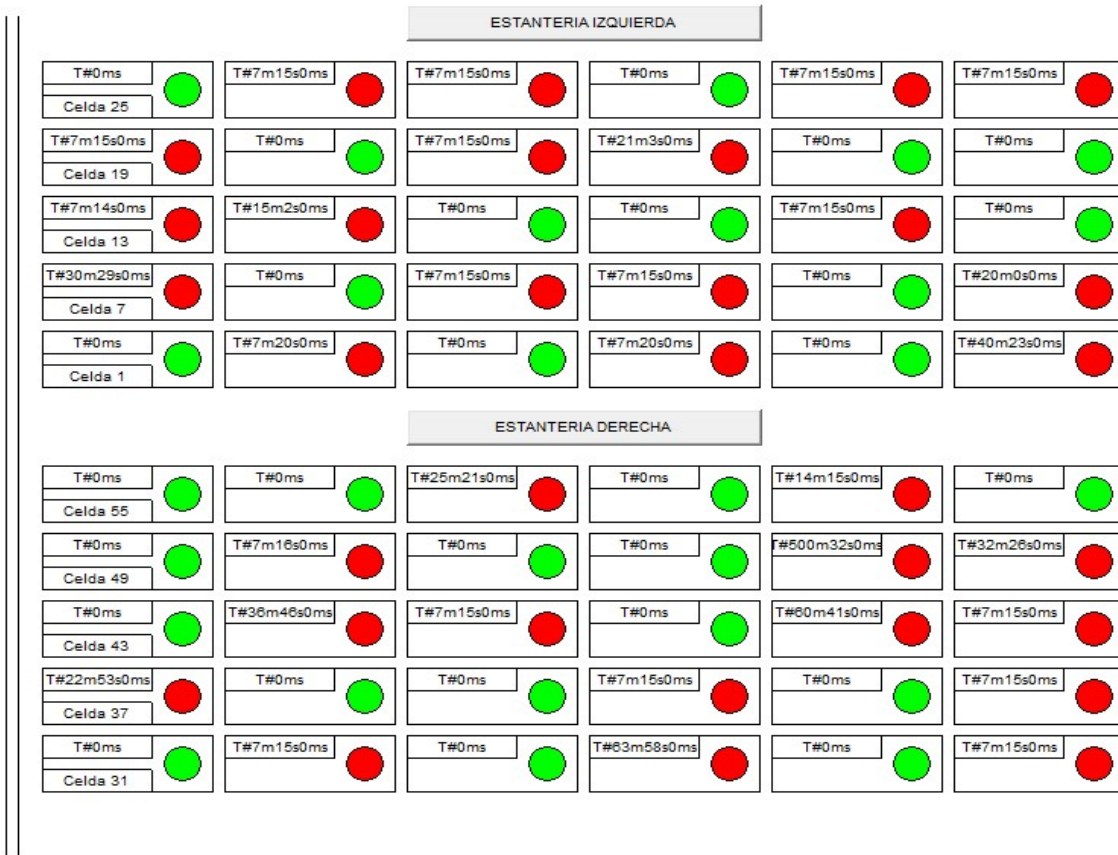 ESTANTERIA IZQUIERDA
T#0ms T#7m15s0ms T#7m15s0ms T#0ms T#7m15s0ms T#7m15s0ms
Celda 25
T#7m15s0ms T#0ms T#7m15s0ms T#21m3s0ms T#0ms T#0ms
Celda 19
T#7m14s0ms T#15m2s0ms T#0ms T#0ms T#7m15s0ms T#0ms
Celda 13
T#30m29s0ms T#0ms T#7m15s0ms T#7m15s0ms T#0ms T#20m0s0ms
Celda 7
T#0ms T#7m20s0ms T#0ms T#7m20s0ms T#0ms T#40m23s0ms
Celda 1
ESTANTERIA DERECHA
T#0ms T#0ms T#25m21s0ms T#0ms T#14m15s0ms T#0ms
Celda 55
T#0ms T#7m16s0ms T#0ms T#0ms T#500m32s0ms T#32m26s0ms
Celda 49
T#0ms T#36m46s0ms T#7m15s0ms T#0ms T#60m41s0ms T#7m15s0ms
Celda 43
T#22m53s0ms T#0ms T#0ms T#7m15s0ms T#0ms T#7m15s0ms
Celda 37
T#0ms T#7m15s0ms T#0ms T#63m58s0ms T#0ms T#7m15s0ms
Celda 31